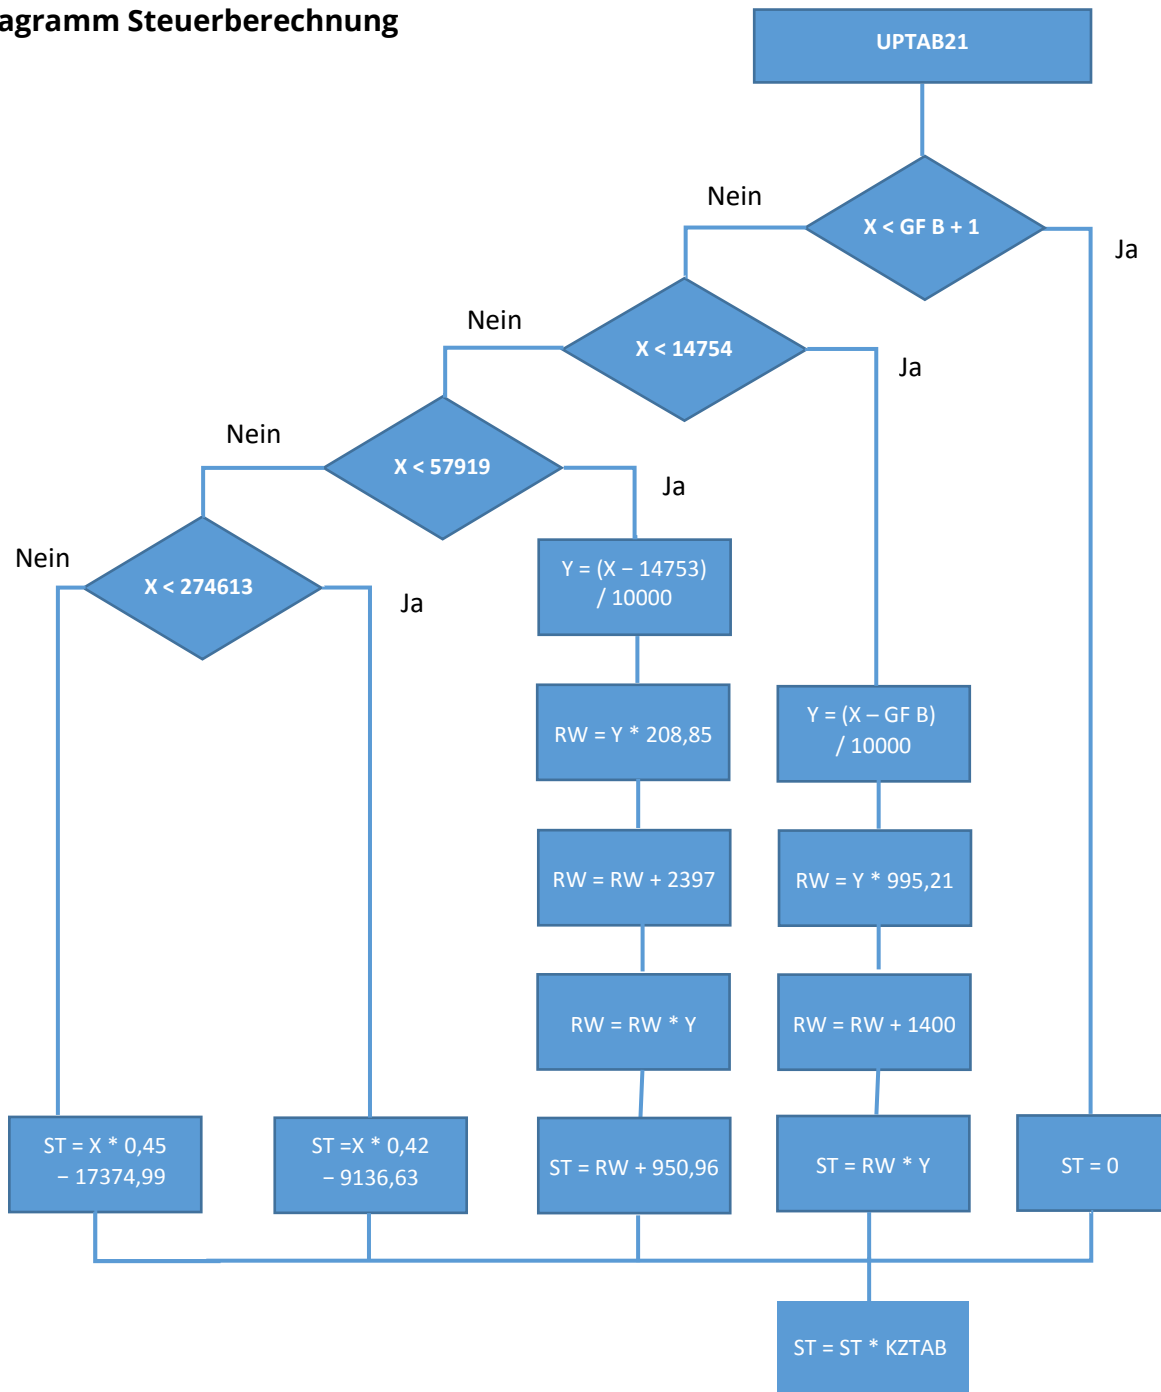 agramm Steuerberechnung
UPTAB21
Nein
X < GF B + 1
Ja
Nein
X < 14754
Ja
Nein
X < 57919
Ja
Nein
X < 274613
Ja
Y = (X − 14753)
/ 10000
RW = Y * 208,85
Y = (X – GF B)
/ 10000
RW = RW + 2397
RW = Y * 995,21
RW = RW * Y
RW = RW + 1400
ST = X * 0,45
− 17374,99
ST =X * 0,42
− 9136,63
ST = RW + 950,96
ST = RW * Y
ST = 0
ST = ST * KZTAB